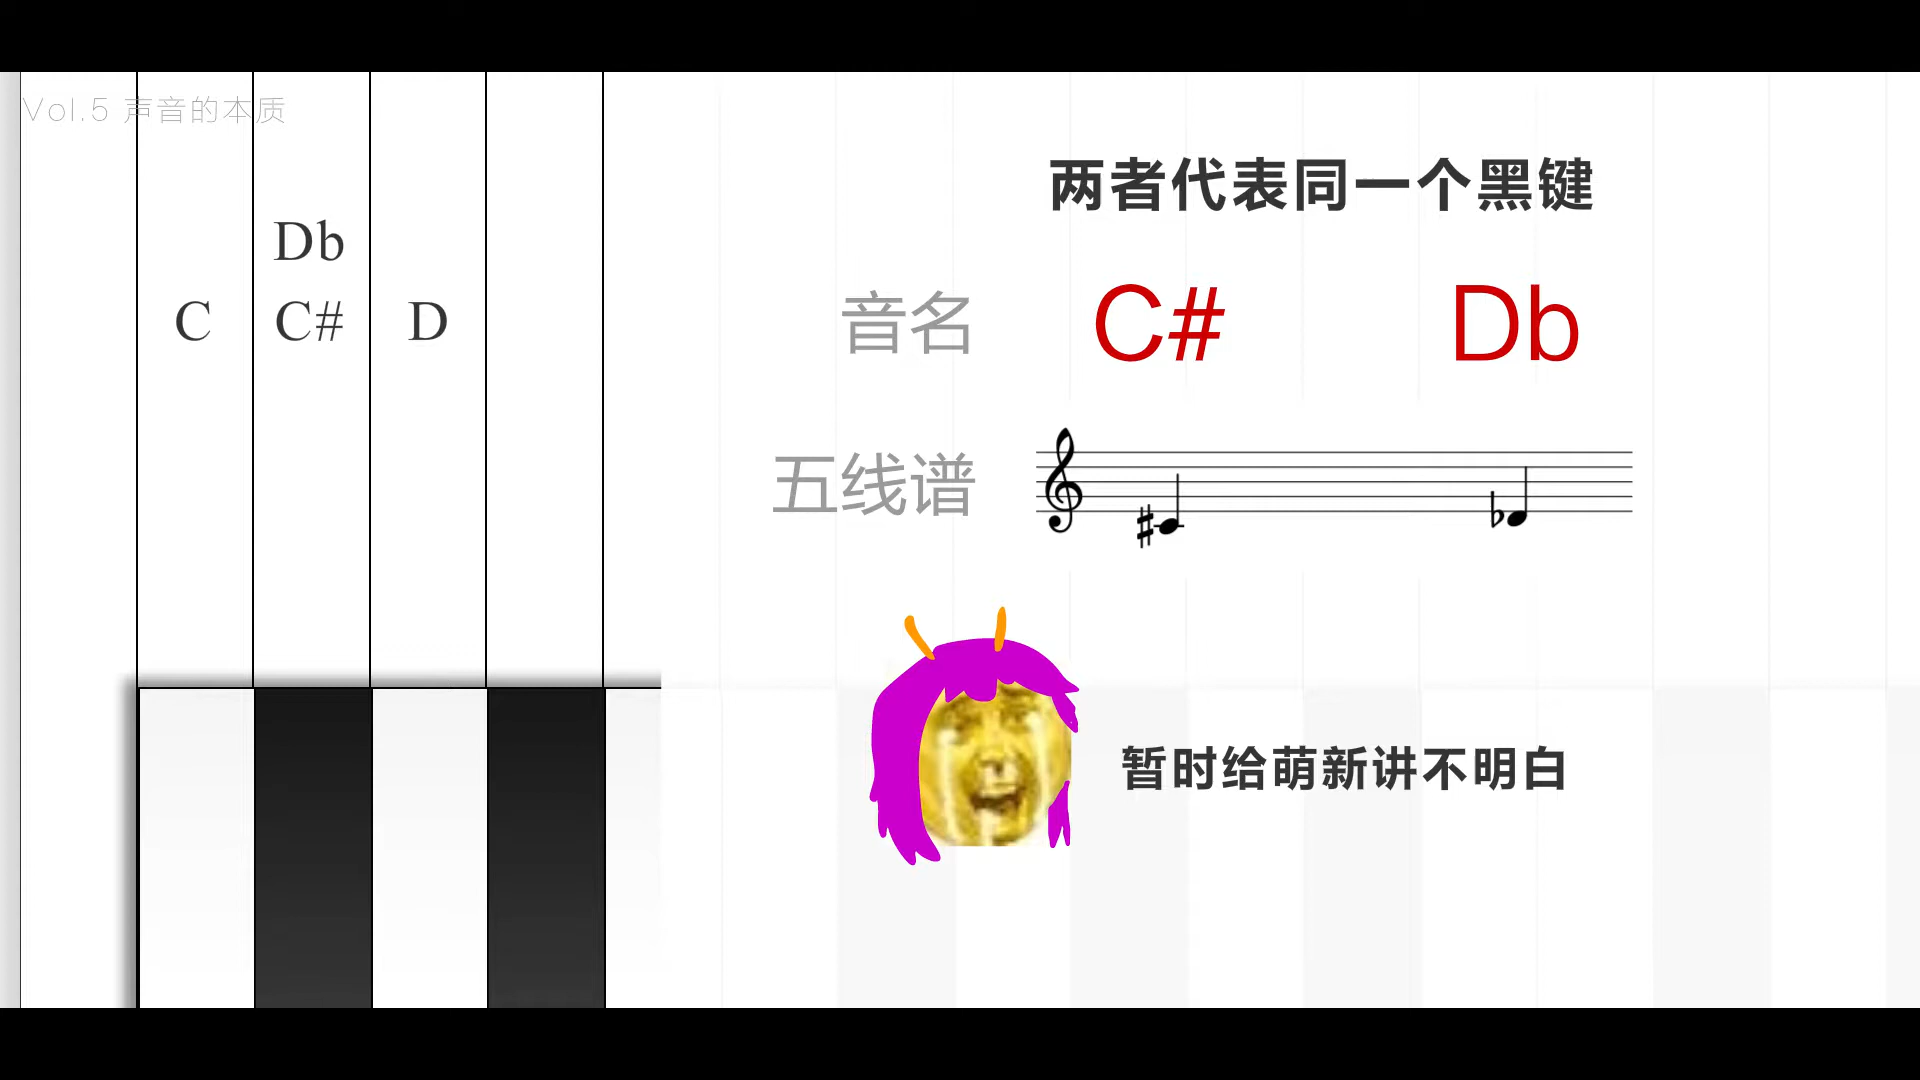 Vol.5 声音的本质
两者代表同一个黑键
Db
C C# D
音名 C# Db
五线谱
暂时给萌新讲不明白